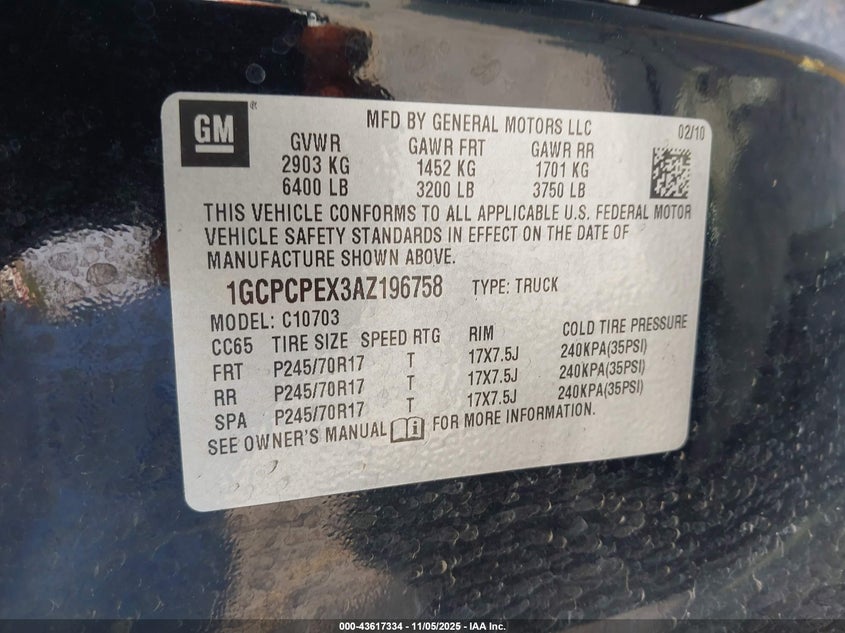 GM
MFD BY GENERAL MOTORS LLC
02/10
GVWR GAWR FRT GAWR RR
2903 KG 1452 KG 1701 KG
6400 LB 3200 LB 3750 LB
THIS VEHICLE CONFORMS TO ALL APPLICABLE U.S. FEDERAL MOTOR
VEHICLE SAFETY STANDARDS IN EFFECT ON THE DATE OF
MANUFACTURE SHOWN ABOVE.
1GCPCPEX3AZ196758 TYPE: TRUCK
MODEL: C10703
CC65 TIRE SIZE SPEED RTG RIM COLD TIRE PRESSURE
FRT P245/70R17 T 17X7.5J 240KPA(35PSI)
RR P245/70R17 T 17X7.5J 240KPA(35PSI)
SPA P245/70R17 T 17X7.5J 240KPA(35PSI)
SEE OWNER'S MANUAL FOR MORE INFORMATION.
000-43617334 - 11/05/2025 - IAA Inc.